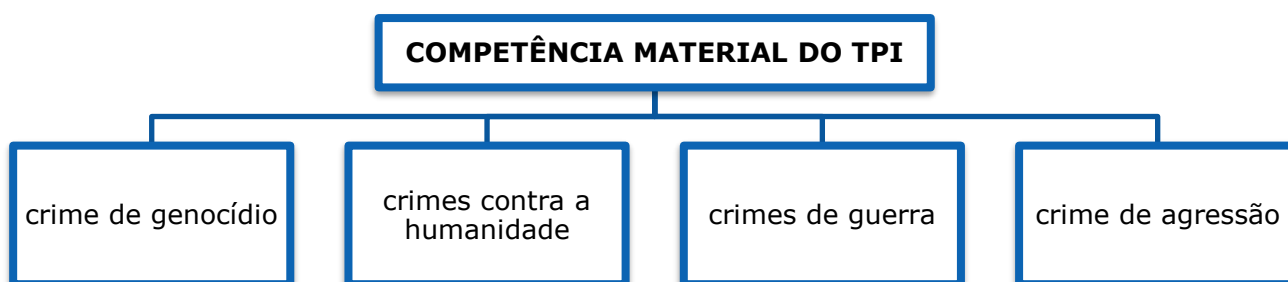 COMPETÊNCIA MATERIAL DO TPI
crime de genocídio
crimes contra a
humanidade
crimes de guerra
crime de agressão